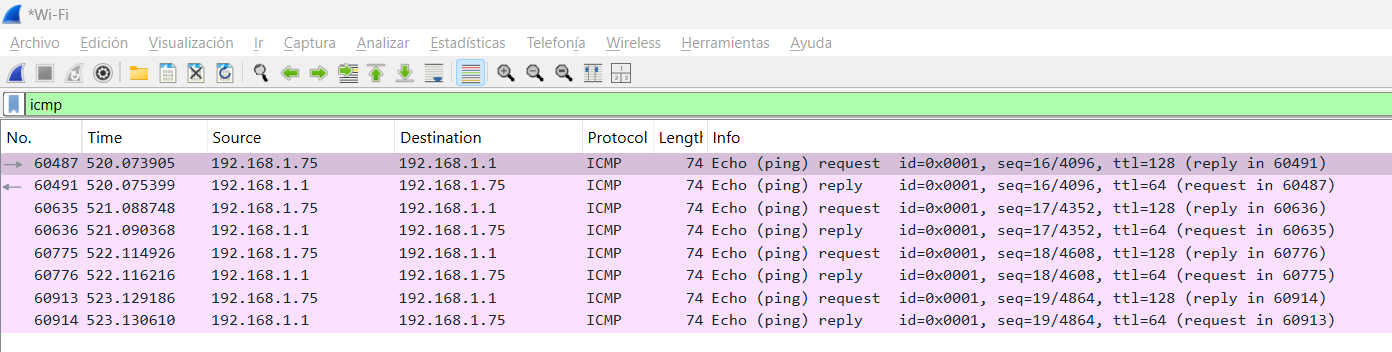 *Wi-Fi
Archivo Edición Visualización Ir Captura Analizar Estadísticas Telefonía Wireless Herramientas Ayuda
icmp
No. Time Source Destination Protocol Length Info
60487 520.073905 192.168.1.75 192.168.1.1 ICMP 74 Echo (ping) request id=0x0001, seq=16/4096, ttl=128 (reply in 60491)
60491 520.075399 192.168.1.1 192.168.1.75 ICMP 74 Echo (ping) reply id=0x0001, seq=16/4096, ttl=64 (request in 60487)
60635 521.088748 192.168.1.75 192.168.1.1 ICMP 74 Echo (ping) request id=0x0001, seq=17/4352, ttl=128 (reply in 60636)
60636 521.090368 192.168.1.1 192.168.1.75 ICMP 74 Echo (ping) reply id=0x0001, seq=17/4352, ttl=64 (request in 60635)
60775 522.114926 192.168.1.75 192.168.1.1 ICMP 74 Echo (ping) request id=0x0001, seq=18/4608, ttl=128 (reply in 60776)
60776 522.116216 192.168.1.1 192.168.1.75 ICMP 74 Echo (ping) reply id=0x0001, seq=18/4608, ttl=64 (request in 60775)
60913 523.129186 192.168.1.75 192.168.1.1 ICMP 74 Echo (ping) request id=0x0001, seq=19/4864, ttl=128 (reply in 60914)
60914 523.130610 192.168.1.1 192.168.1.75 ICMP 74 Echo (ping) reply id=0x0001, seq=19/4864, ttl=64 (request in 60913)